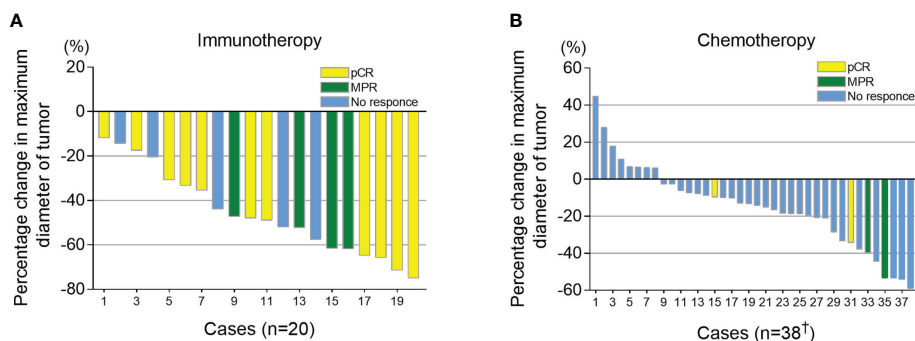 A
Immunotheropy
(%)
Percentage change in maximum
diameter of tumor
20
0
-20
-40
-60
-80
pCR
MPR
No responce
1 3 5 7 9 11 13 15 17 19
Cases (n=20)
B
Chemotheropy
(%)
Percentage change in maximum
diameter of tumor
60
40
20
0
-20
-40
-60
pCR
MPR
No responce
1 3 5 7 9 11 13 15 17 19 21 23 25 27 29 31 33 35 37
Cases (n=38†)